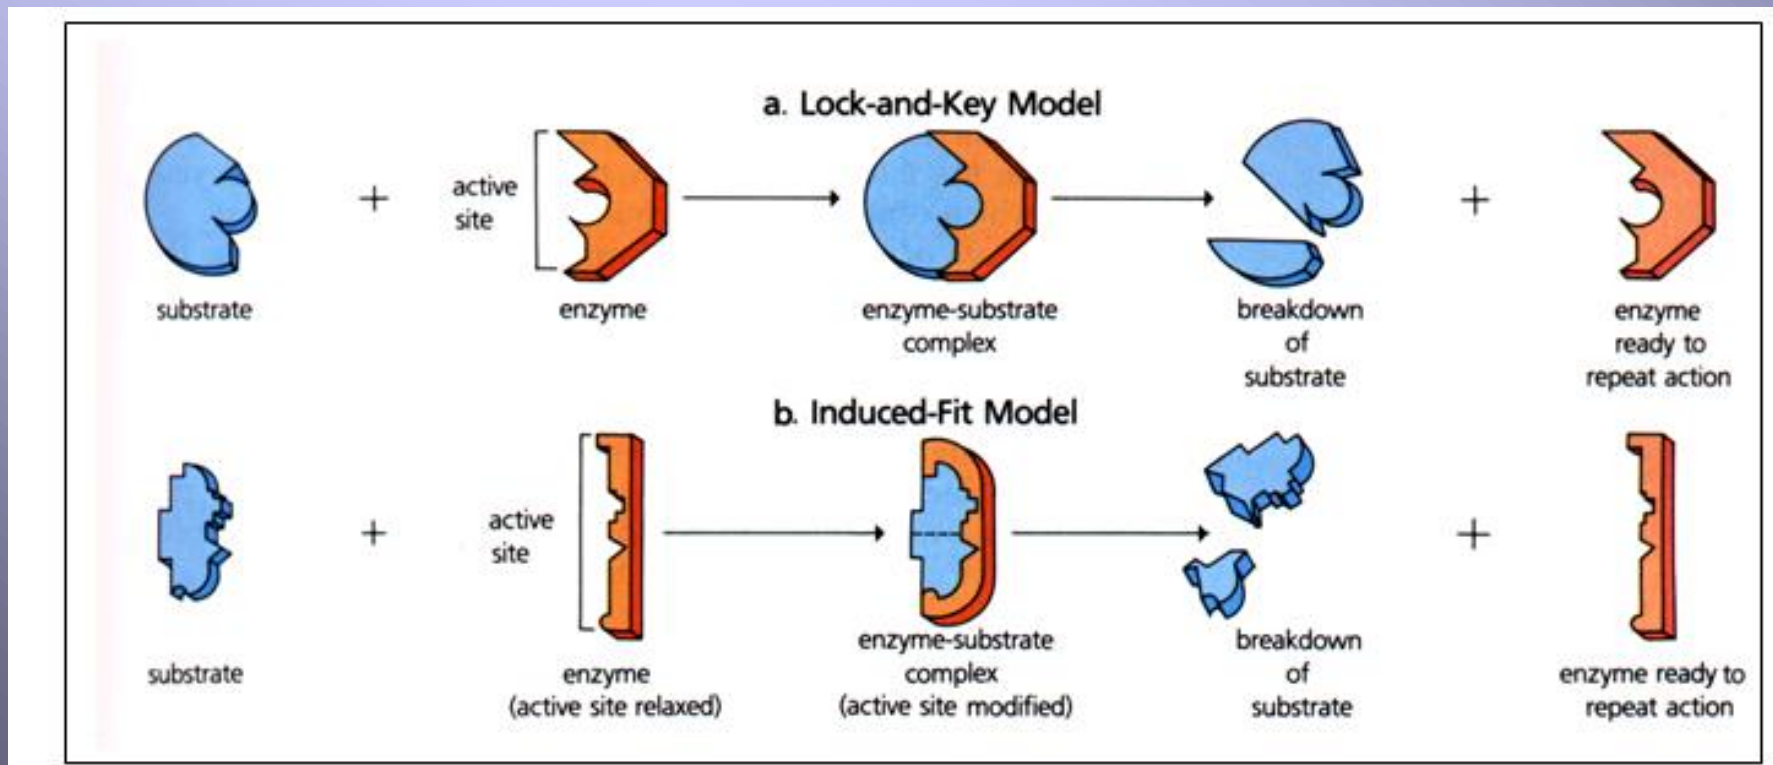 a. Lock-and-Key Model
active
site
+
+
substrate
enzyme
enzyme-substrate
complex
breakdown
of
substrate
enzyme
ready to
repeat action
b. Induced-Fit Model
active
site
+
+
substrate
enzyme
(active site relaxed)
enzyme-substrate
complex
(active site modified)
breakdown
of
substrate
enzyme ready to
repeat action